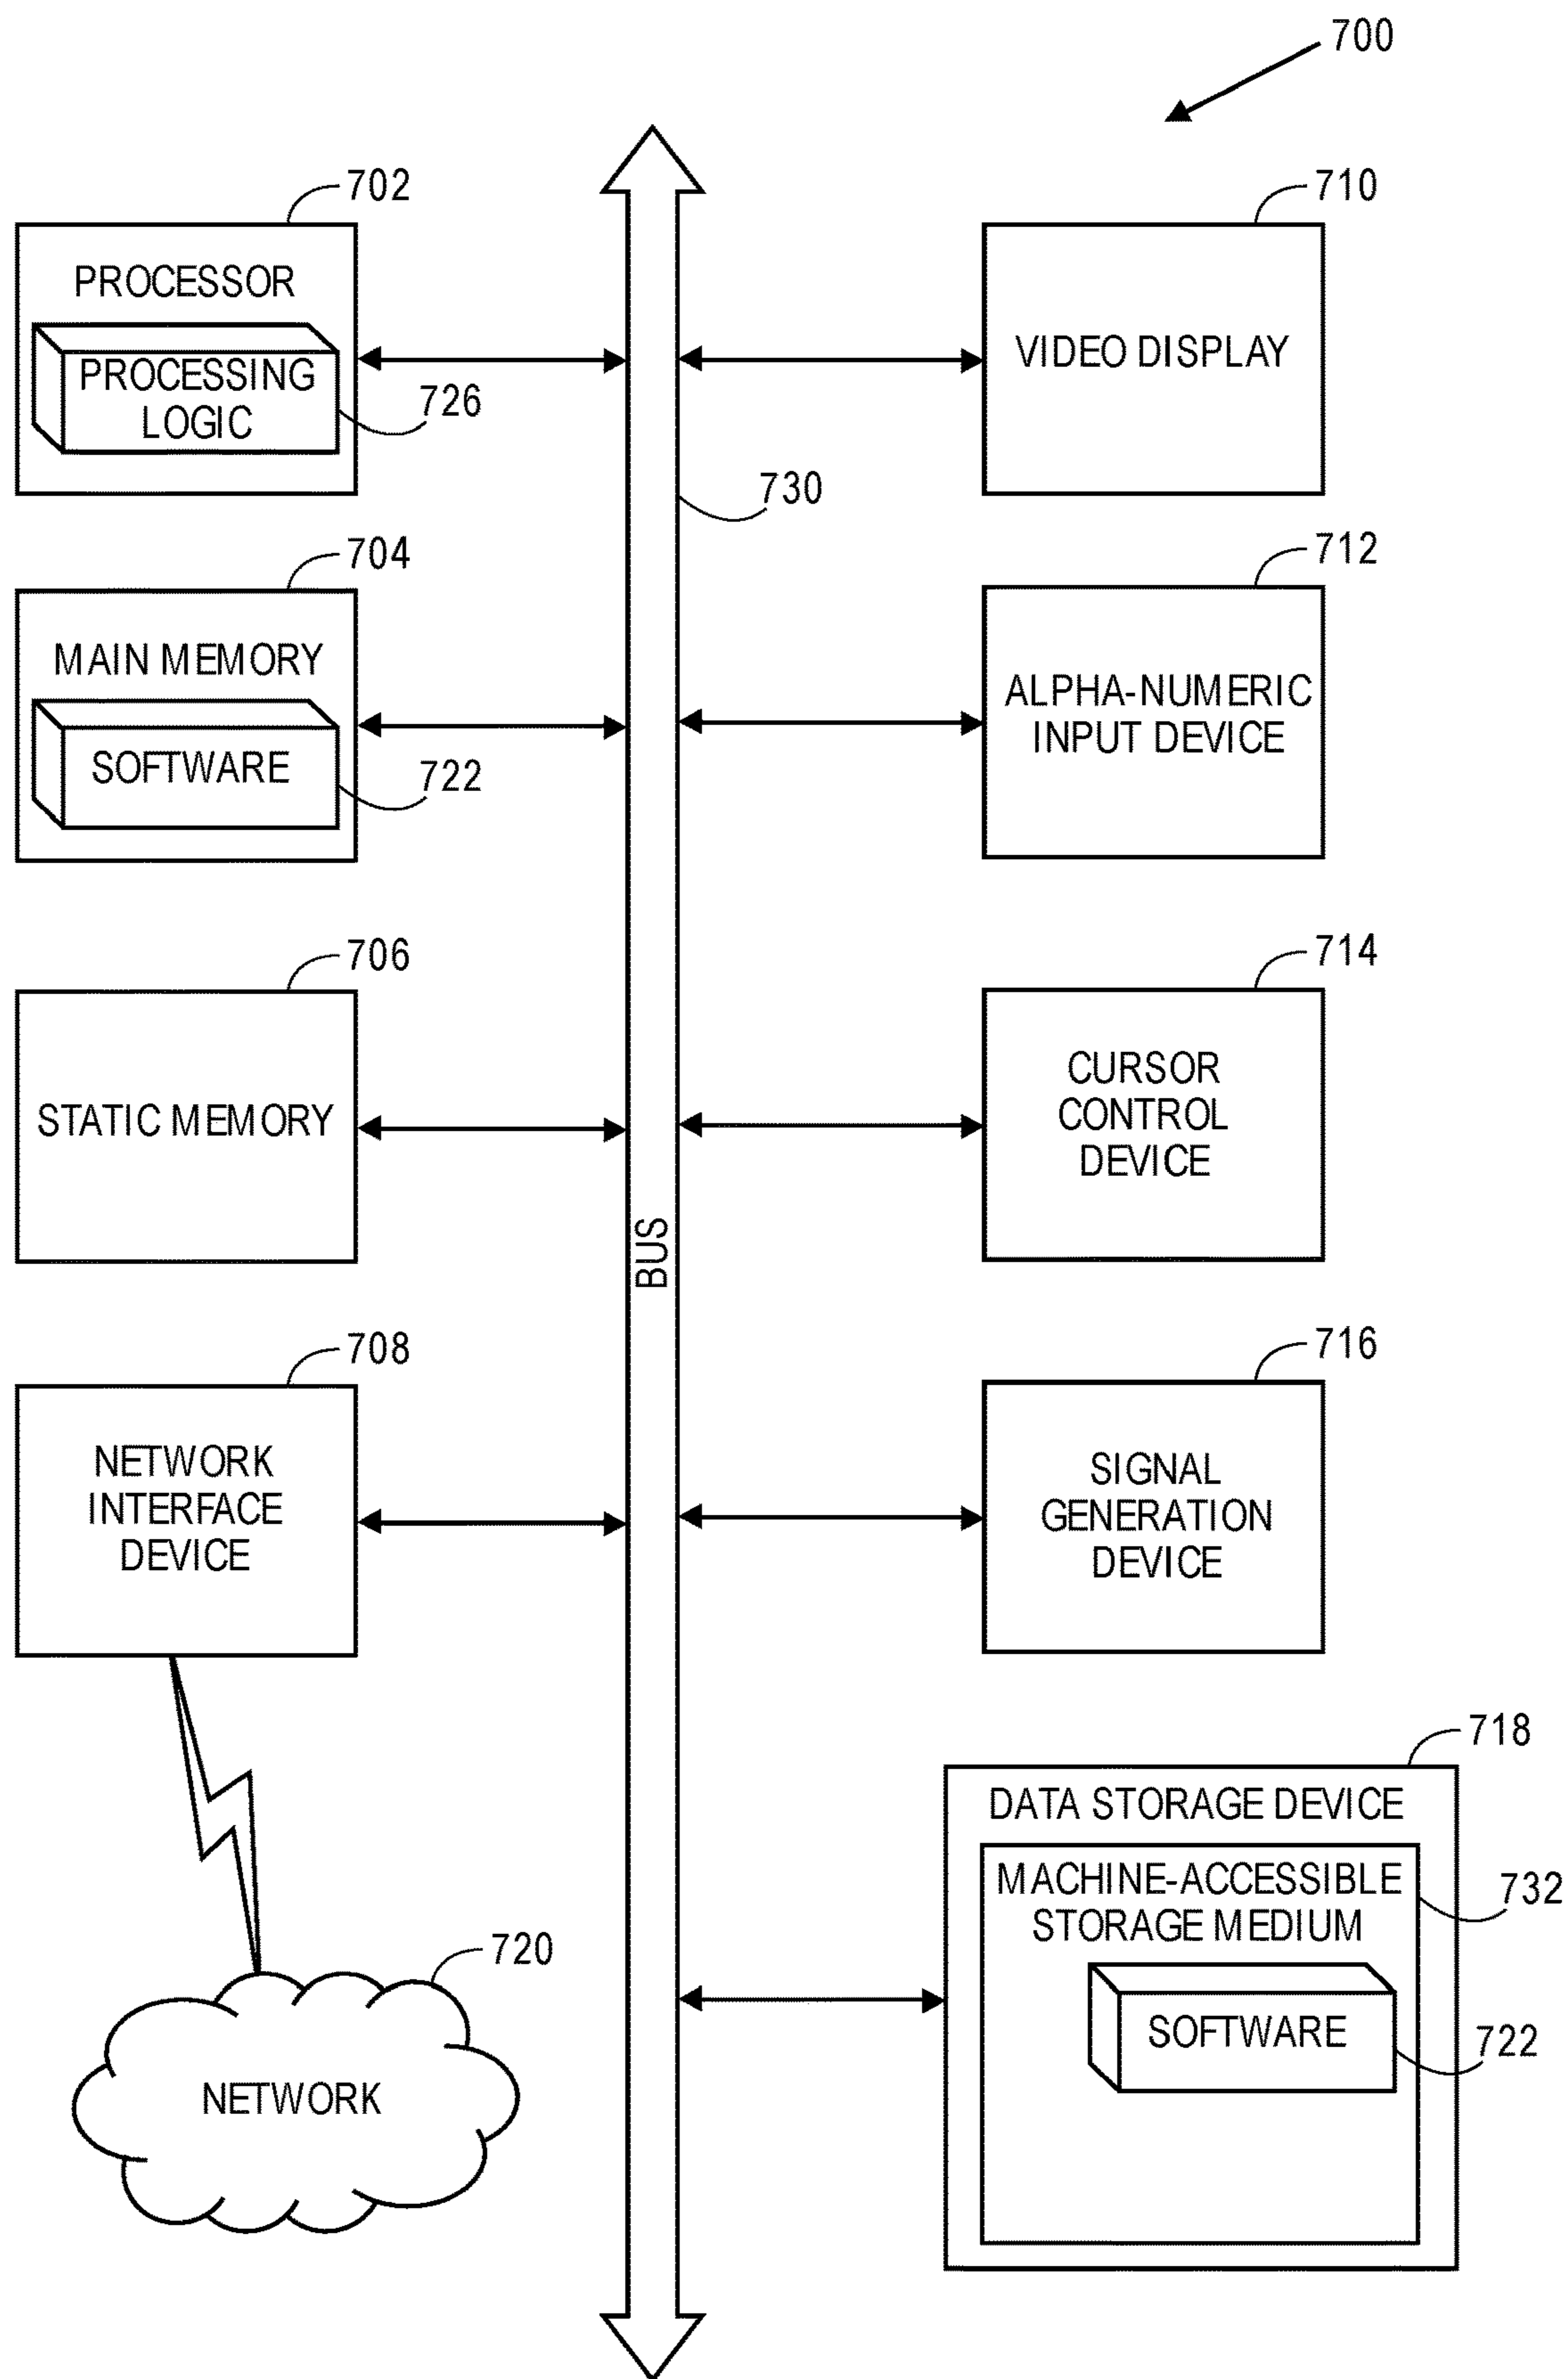 700
702
PROCESSOR
PROCESSING
LOGIC
726
704
MAIN MEMORY
SOFTWARE
722
706
STATIC MEMORY
708
NETWORK
INTERFACE
DEVICE
720
NETWORK
730
BUS
710
VIDEO DISPLAY
712
ALPHA-NUMERIC
INPUT DEVICE
714
CURSOR
CONTROL
DEVICE
716
SIGNAL
GENERATION
DEVICE
718
DATA STORAGE DEVICE
MACHINE-ACCESSIBLE
STORAGE MEDIUM
732
SOFTWARE
722